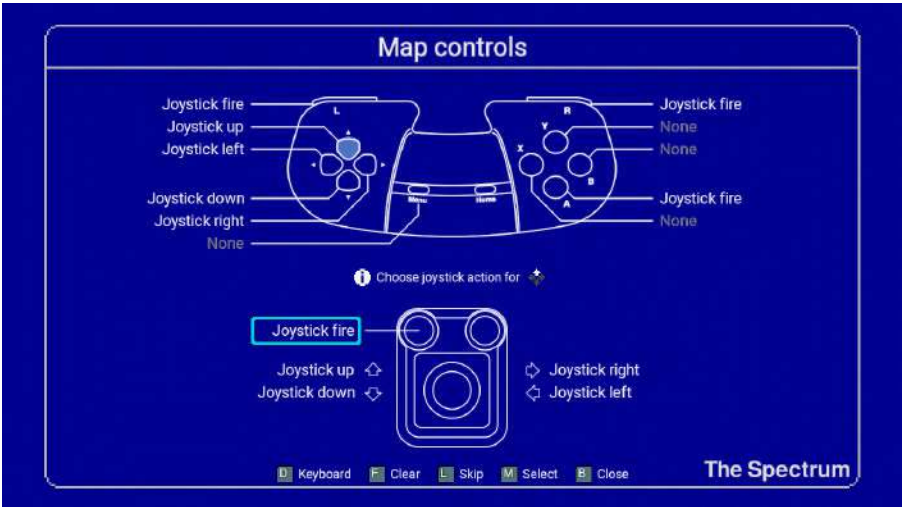 Map controls
L
R
Joystick fire
Joystick up
Joystick left
Joystick down
Joystick right
None
Menu
Home
Y
X
B
A
Joystick fire
None
None
Joystick fire
None
i Choose joystick action for
Joystick fire
Joystick up
Joystick down
Joystick right
Joystick left
D Keyboard F Clear L Skip M Select B Close
The Spectrum